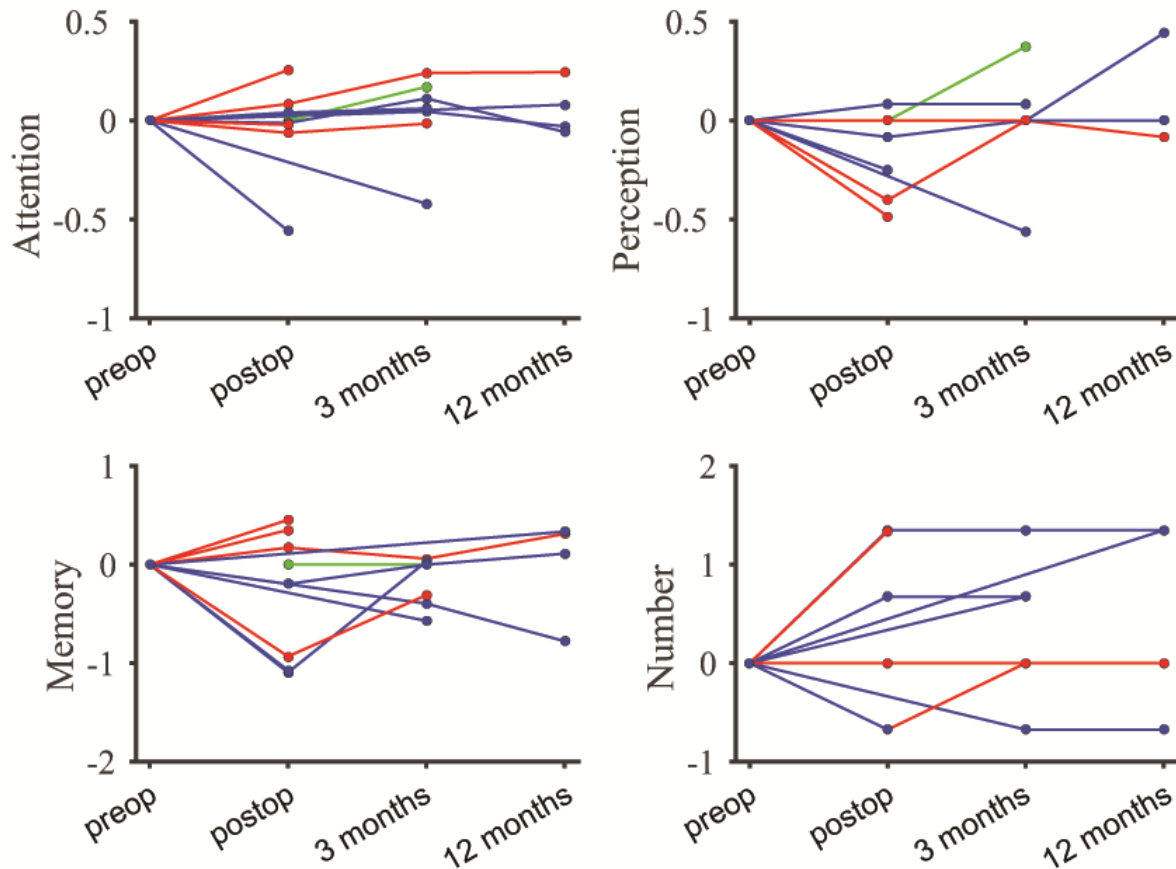 Attention
0.5
0
-0.5
-1
preop
postop
3 months
12 months
Perception
0.5
0
-0.5
-1
preop
postop
3 months
12 months
Memory
1
0
-1
-2
preop
postop
3 months
12 months
Number
2
1
0
-1
preop
postop
3 months
12 months